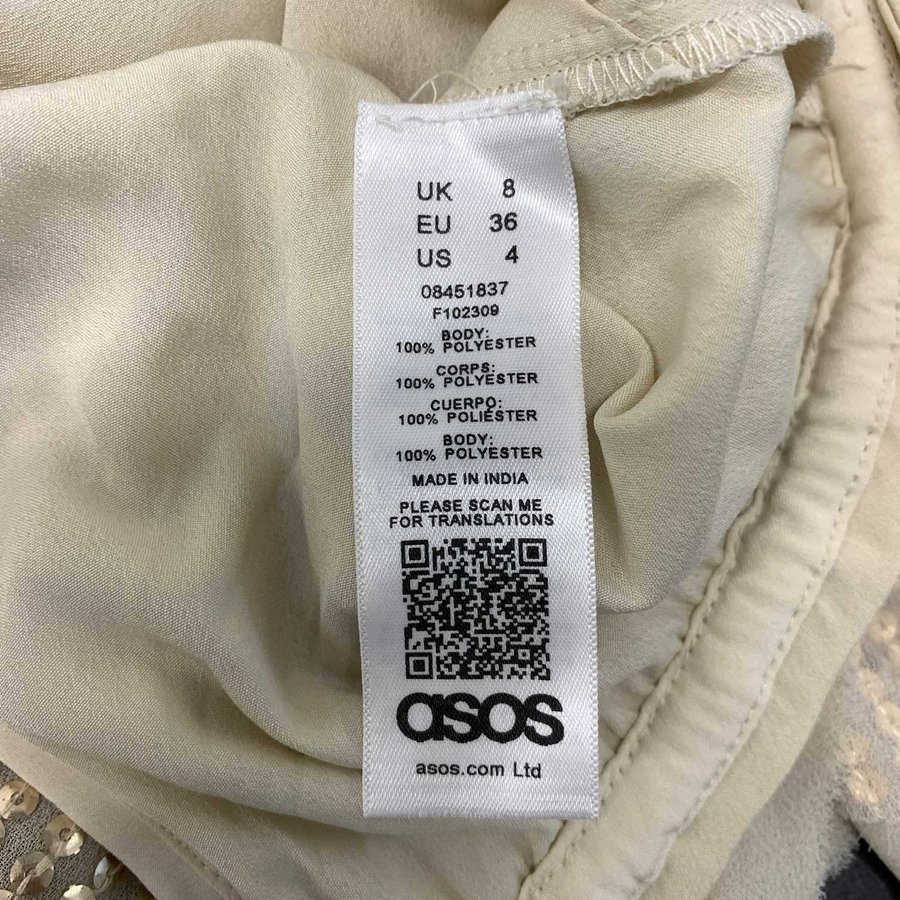 UK 8
EU 36
US 4
08451837
F102309
BODY:
100% POLYESTER
CORPS:
100% POLYESTER
CUERPO:
100% POLIÉSTER
BODY:
100% POLYESTER
MADE IN INDIA
PLEASE SCAN ME
FOR TRANSLATIONS
asos
asos.com Ltd